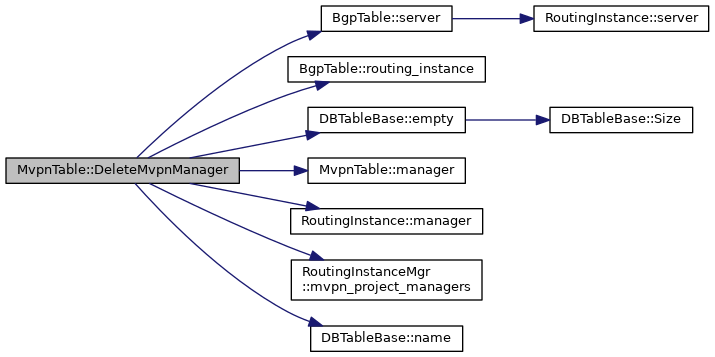 BgpTable::server
RoutingInstance::server
BgpTable::routing_instance
DBTableBase::empty
DBTableBase::Size
MvpnTable::DeleteMvpnManager
MvpnTable::manager
RoutingInstance::manager
RoutingInstanceMgr
::mvpn_project_managers
DBTableBase::name